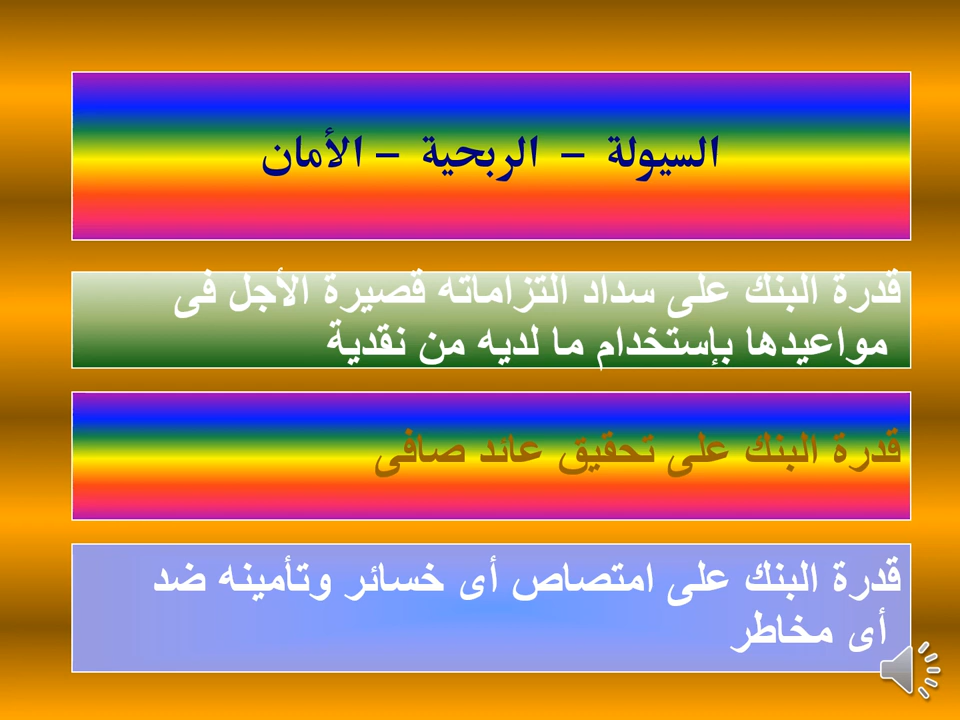 السيولة – الربحية – الأمان
قدرة البنك على سداد التزاماته قصيرة الأجل فى
مواعيدها بإستخدام ما لديه من نقدية
قدرة البنك على تحقيق عائد صافى
قدرة البنك على امتصاص أى خسائر وتأمينه ضد
أى مخاطر